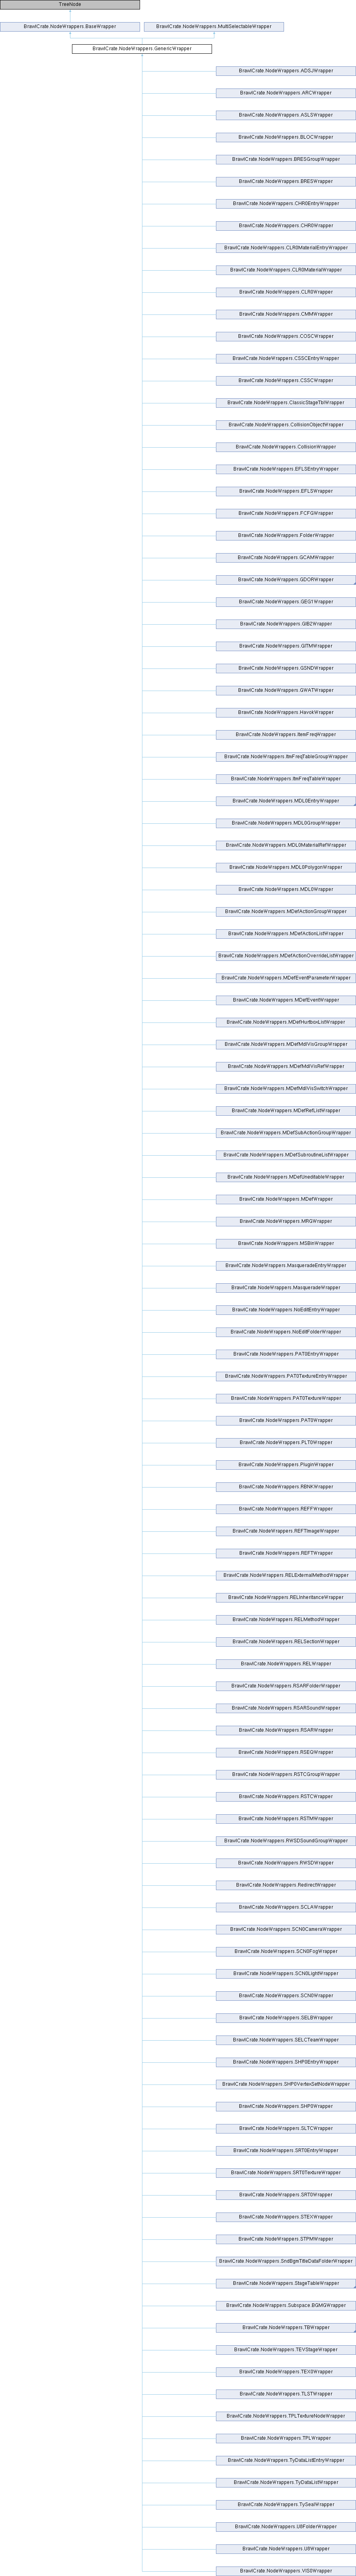 TreeNode
BrawlCrate.NodeWrappers.BaseWrapper
BrawlCrate.NodeWrappers.MultiSelectableWrapper
BrawlCrate.NodeWrappers.GenericWrapper
BrawlCrate.NodeWrappers.ADSJWrapper
BrawlCrate.NodeWrappers.ARCWrapper
BrawlCrate.NodeWrappers.ASLSWrapper
BrawlCrate.NodeWrappers.BLOCWrapper
BrawlCrate.NodeWrappers.BRESGroupWrapper
BrawlCrate.NodeWrappers.BRESWrapper
BrawlCrate.NodeWrappers.CHR0EntryWrapper
BrawlCrate.NodeWrappers.CHR0Wrapper
BrawlCrate.NodeWrappers.CLR0MaterialEntryWrapper
BrawlCrate.NodeWrappers.CLR0MaterialWrapper
BrawlCrate.NodeWrappers.CLR0Wrapper
BrawlCrate.NodeWrappers.CMMWrapper
BrawlCrate.NodeWrappers.COSCWrapper
BrawlCrate.NodeWrappers.CSSCEntryWrapper
BrawlCrate.NodeWrappers.CSSCWrapper
BrawlCrate.NodeWrappers.ClassicStageTblWrapper
BrawlCrate.NodeWrappers.CollisionObjectWrapper
BrawlCrate.NodeWrappers.CollisionWrapper
BrawlCrate.NodeWrappers.EFLSEntryWrapper
BrawlCrate.NodeWrappers.EFLSWrapper
BrawlCrate.NodeWrappers.FCFGWrapper
BrawlCrate.NodeWrappers.FolderWrapper
BrawlCrate.NodeWrappers.GCAMWrapper
BrawlCrate.NodeWrappers.GDORWrapper
BrawlCrate.NodeWrappers.GEG1Wrapper
BrawlCrate.NodeWrappers.GIB2Wrapper
BrawlCrate.NodeWrappers.GITMWrapper
BrawlCrate.NodeWrappers.GSNDWrapper
BrawlCrate.NodeWrappers.GWATWrapper
BrawlCrate.NodeWrappers.HavokWrapper
BrawlCrate.NodeWrappers.ItemFreqWrapper
BrawlCrate.NodeWrappers.ItmFreqTableGroupWrapper
BrawlCrate.NodeWrappers.ItmFreqTableWrapper
BrawlCrate.NodeWrappers.MDL0EntryWrapper
BrawlCrate.NodeWrappers.MDL0GroupWrapper
BrawlCrate.NodeWrappers.MDL0MaterialRefWrapper
BrawlCrate.NodeWrappers.MDL0PolygonWrapper
BrawlCrate.NodeWrappers.MDL0Wrapper
BrawlCrate.NodeWrappers.MDefActionGroupWrapper
BrawlCrate.NodeWrappers.MDefActionListWrapper
BrawlCrate.NodeWrappers.MDefActionOverrideListWrapper
BrawlCrate.NodeWrappers.MDefEventParameterWrapper
BrawlCrate.NodeWrappers.MDefEventWrapper
BrawlCrate.NodeWrappers.MDefHurtboxListWrapper
BrawlCrate.NodeWrappers.MDefMdlVisGroupWrapper
BrawlCrate.NodeWrappers.MDefMdlVisRefWrapper
BrawlCrate.NodeWrappers.MDefMdlVisSwitchWrapper
BrawlCrate.NodeWrappers.MDefRefListWrapper
BrawlCrate.NodeWrappers.MDefSubActionGroupWrapper
BrawlCrate.NodeWrappers.MDefSubroutineListWrapper
BrawlCrate.NodeWrappers.MDefUneditableWrapper
BrawlCrate.NodeWrappers.MDefWrapper
BrawlCrate.NodeWrappers.MRGWrapper
BrawlCrate.NodeWrappers.MSBinWrapper
BrawlCrate.NodeWrappers.MasqueradeEntryWrapper
BrawlCrate.NodeWrappers.MasqueradeWrapper
BrawlCrate.NodeWrappers.NoEditEntryWrapper
BrawlCrate.NodeWrappers.NoEditFolderWrapper
BrawlCrate.NodeWrappers.PAT0EntryWrapper
BrawlCrate.NodeWrappers.PAT0TextureEntryWrapper
BrawlCrate.NodeWrappers.PAT0TextureWrapper
BrawlCrate.NodeWrappers.PAT0Wrapper
BrawlCrate.NodeWrappers.PLT0Wrapper
BrawlCrate.NodeWrappers.PluginWrapper
BrawlCrate.NodeWrappers.RBNKWrapper
BrawlCrate.NodeWrappers.REFFWrapper
BrawlCrate.NodeWrappers.REFTImageWrapper
BrawlCrate.NodeWrappers.REFTWrapper
BrawlCrate.NodeWrappers.RELExternalMethodWrapper
BrawlCrate.NodeWrappers.RELInheritanceWrapper
BrawlCrate.NodeWrappers.RELMethodWrapper
BrawlCrate.NodeWrappers.RELSectionWrapper
BrawlCrate.NodeWrappers.RELWrapper
BrawlCrate.NodeWrappers.RSARFolderWrapper
BrawlCrate.NodeWrappers.RSARSoundWrapper
BrawlCrate.NodeWrappers.RSARWrapper
BrawlCrate.NodeWrappers.RSEQWrapper
BrawlCrate.NodeWrappers.RSTCGroupWrapper
BrawlCrate.NodeWrappers.RSTCWrapper
BrawlCrate.NodeWrappers.RSTMWrapper
BrawlCrate.NodeWrappers.RWSDSoundGroupWrapper
BrawlCrate.NodeWrappers.RWSDWrapper
BrawlCrate.NodeWrappers.RedirectWrapper
BrawlCrate.NodeWrappers.SCLAWrapper
BrawlCrate.NodeWrappers.SCN0CameraWrapper
BrawlCrate.NodeWrappers.SCN0FogWrapper
BrawlCrate.NodeWrappers.SCN0LightWrapper
BrawlCrate.NodeWrappers.SCN0Wrapper
BrawlCrate.NodeWrappers.SELBWrapper
BrawlCrate.NodeWrappers.SELCTeamWrapper
BrawlCrate.NodeWrappers.SHP0EntryWrapper
BrawlCrate.NodeWrappers.SHP0VertexSetNodeWrapper
BrawlCrate.NodeWrappers.SHP0Wrapper
BrawlCrate.NodeWrappers.SLTCWrapper
BrawlCrate.NodeWrappers.SRT0EntryWrapper
BrawlCrate.NodeWrappers.SRT0TextureWrapper
BrawlCrate.NodeWrappers.SRT0Wrapper
BrawlCrate.NodeWrappers.STEXWrapper
BrawlCrate.NodeWrappers.STPMWrapper
BrawlCrate.NodeWrappers.SndBgmTitleDataFolderWrapper
BrawlCrate.NodeWrappers.StageTableWrapper
BrawlCrate.NodeWrappers.Subspace.BGMGWrapper
BrawlCrate.NodeWrappers.TBWrapper
BrawlCrate.NodeWrappers.TEVStageWrapper
BrawlCrate.NodeWrappers.TEX0Wrapper
BrawlCrate.NodeWrappers.TLSTWrapper
BrawlCrate.NodeWrappers.TPLTextureNodeWrapper
BrawlCrate.NodeWrappers.TPLWrapper
BrawlCrate.NodeWrappers.TyDataListEntryWrapper
BrawlCrate.NodeWrappers.TyDataListWrapper
BrawlCrate.NodeWrappers.TySealWrapper
BrawlCrate.NodeWrappers.U8FolderWrapper
BrawlCrate.NodeWrappers.U8Wrapper
BrawlCrate.NodeWrappers.VIS0Wrapper